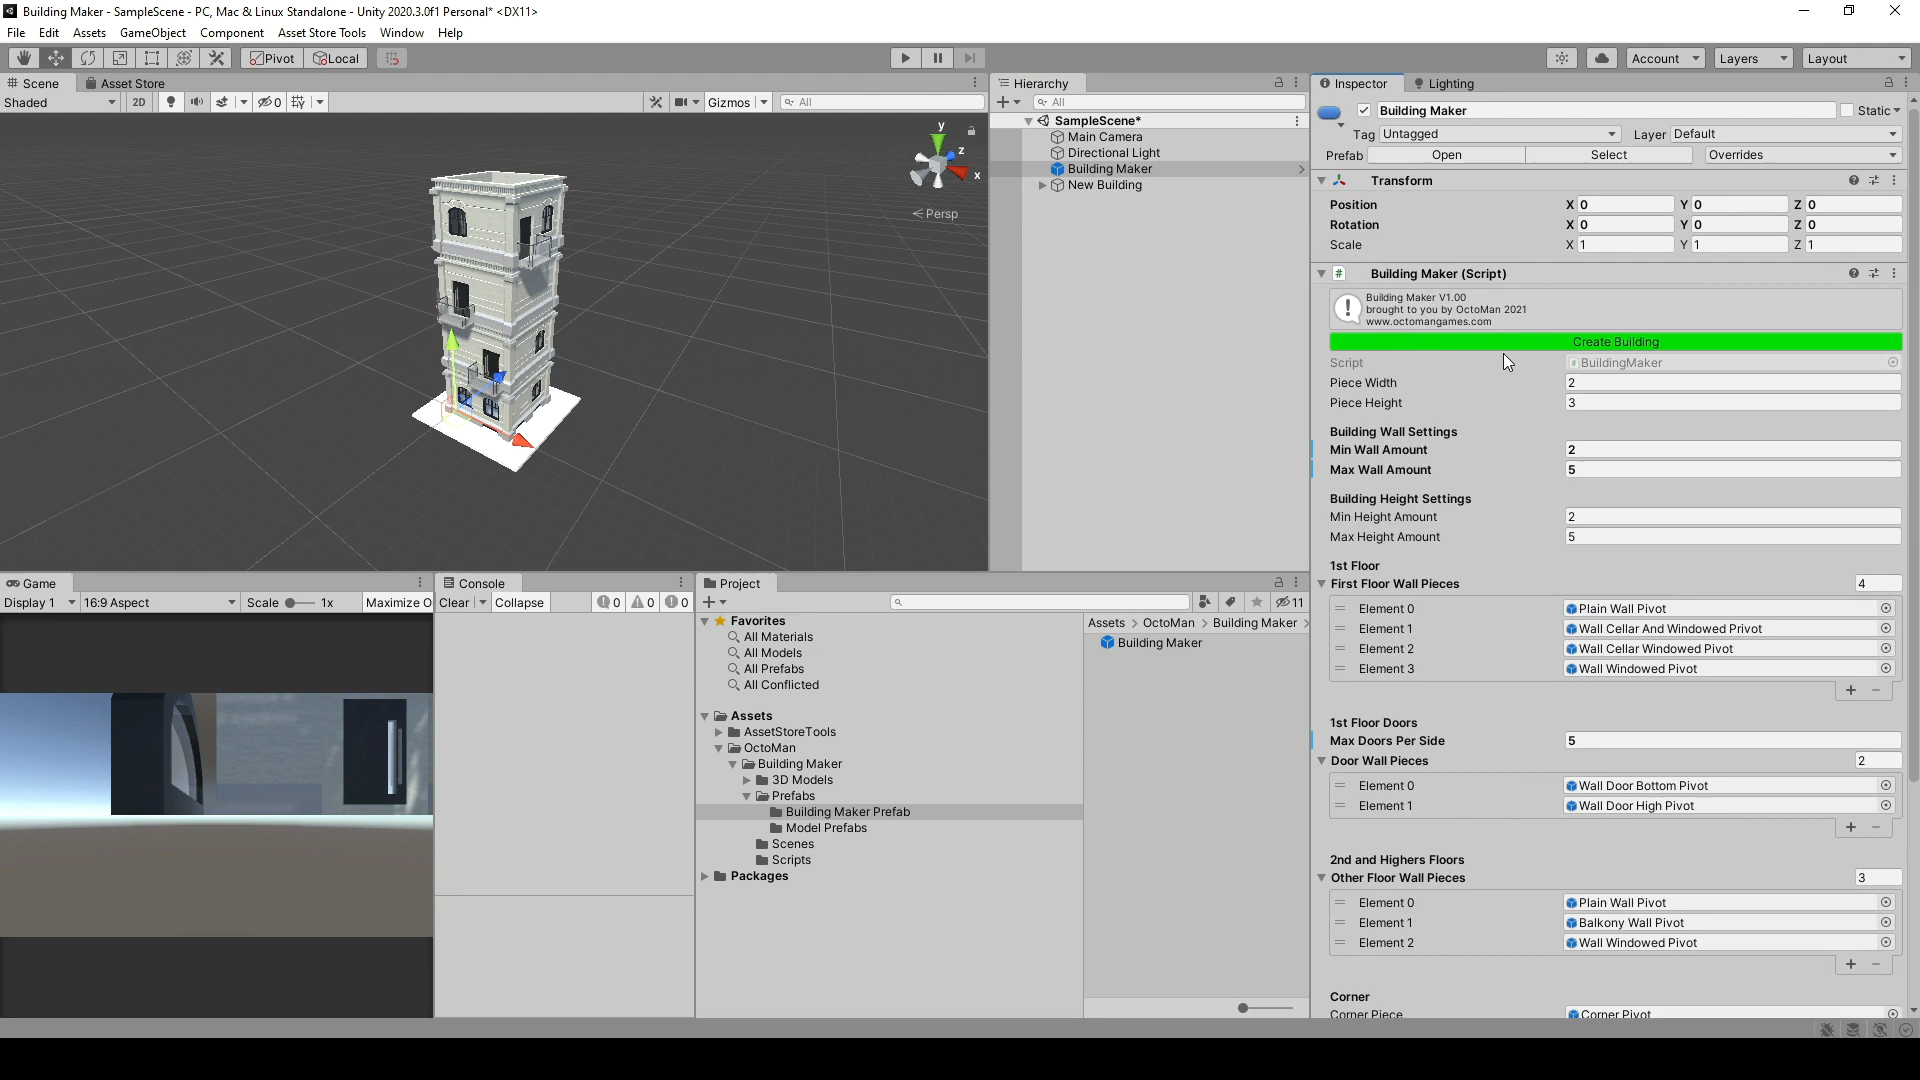 Building Maker - SampleScene - PC, Mac & Linux Standalone - Unity 2020.3.0f1 Personal* <DX11>
File Edit Assets GameObject Component Asset Store Tools Window Help
Pivot Local Account Layers Layout
Scene Asset Store
Shaded 2D 0 Gizmos All
y
z
x
Persp
Hierarchy
All
SampleScene*
Main Camera
Directional Light
Building Maker
New Building
Inspector Lighting
Building Maker Static
Tag Untagged Layer Default
Prefab Open Select Overrides
Transform
Position X 0 Y 0 Z 0
Rotation X 0 Y 0 Z 0
Scale X 1 Y 1 Z 1
# Building Maker (Script)
Building Maker V1.00
brought to you by OctoMan 2021
www.octomangames.com
Create Building
Script BuildingMaker
Piece Width 2
Piece Height 3
Building Wall Settings
Min Wall Amount 2
Max Wall Amount 5
Building Height Settings
Min Height Amount 2
Max Height Amount 5
1st Floor
First Floor Wall Pieces 4
Element 0 Plain Wall Pivot
Element 1 Wall Cellar And Windowed Privot
Element 2 Wall Cellar Windowed Pivot
Element 3 Wall Windowed Pivot
+ −
1st Floor Doors
Max Doors Per Side 5
Door Wall Pieces 2
Element 0 Wall Door Bottom Pivot
Element 1 Wall Door High Pivot
+ −
2nd and Highers Floors
Other Floor Wall Pieces 3
Element 0 Plain Wall Pivot
Element 1 Balkony Wall Pivot
Element 2 Wall Windowed Pivot
+ −
Corner
Corner Piece Corner Pivot
Game
Display 1 16:9 Aspect Scale 1x Maximize O
Console
Clear Collapse 0 0 0
Project
11
Favorites
All Materials
All Models
All Prefabs
All Conflicted
Assets
AssetStoreTools
OctoMan
Building Maker
3D Models
Prefabs
Building Maker Prefab
Model Prefabs
Scenes
Scripts
Packages
Assets > OctoMan > Building Maker >
Building Maker